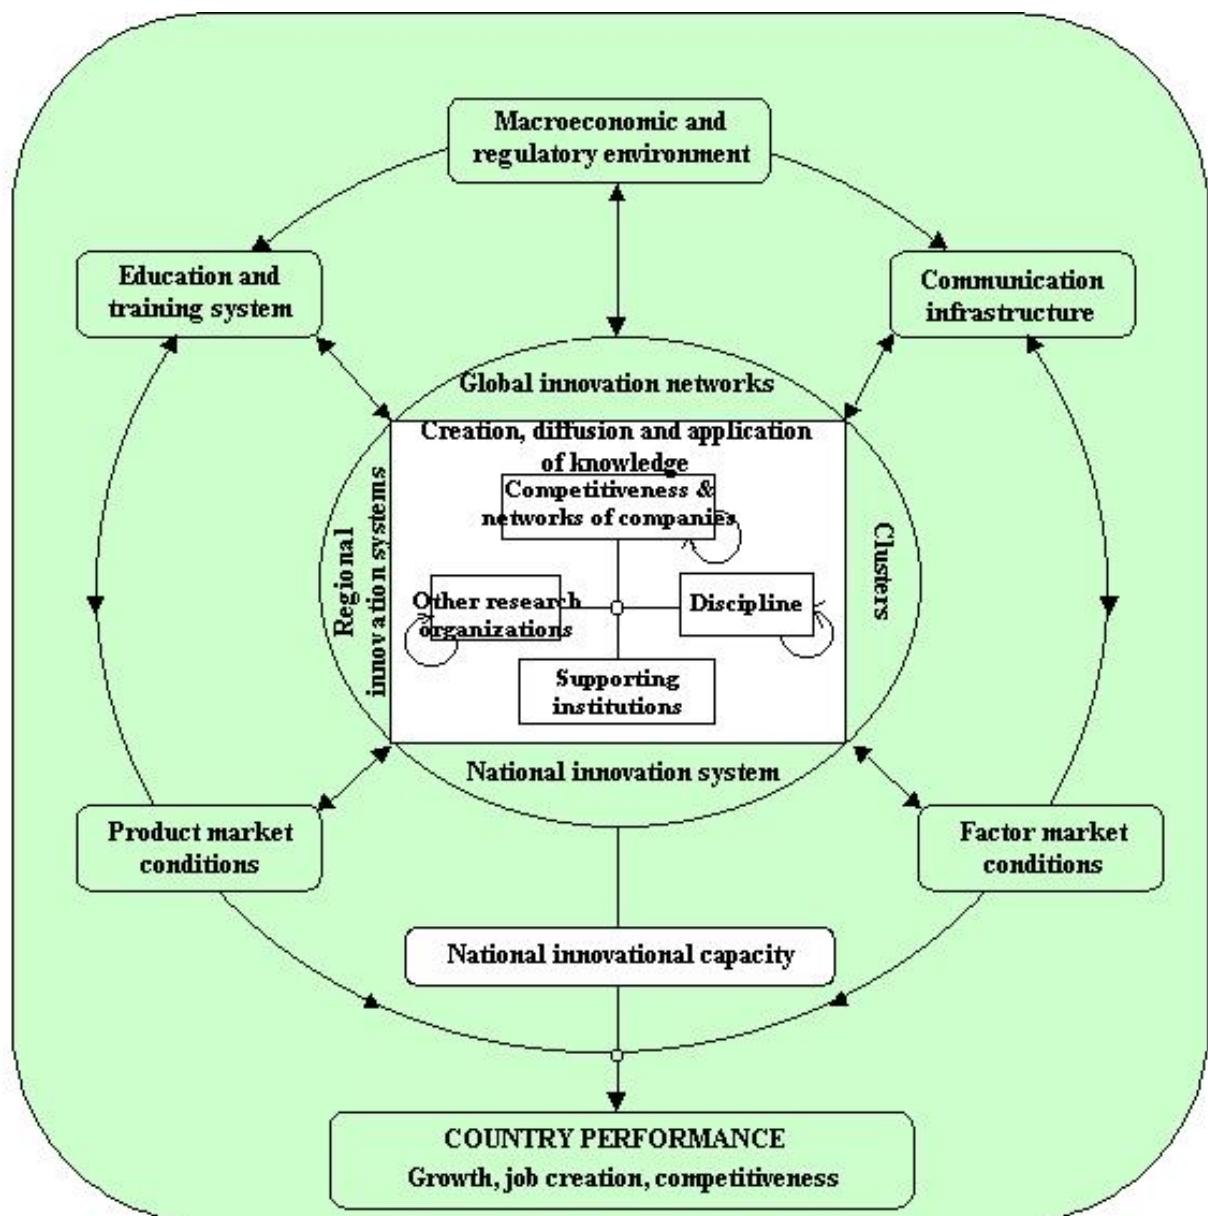 Macroeconomic and
regulatory environment
Education and
training system
Communication
infrastructure
Global innovation networks
Creation, diffusion and application
of knowledge
Competitiveness &
networks of companies
Regional
innovation systems
Clusters
Other research
organizations
Discipline
Supporting
institutions
National innovation system
Product market
conditions
Factor market
conditions
National innovational capacity
COUNTRY PERFORMANCE
Growth, job creation, competitiveness